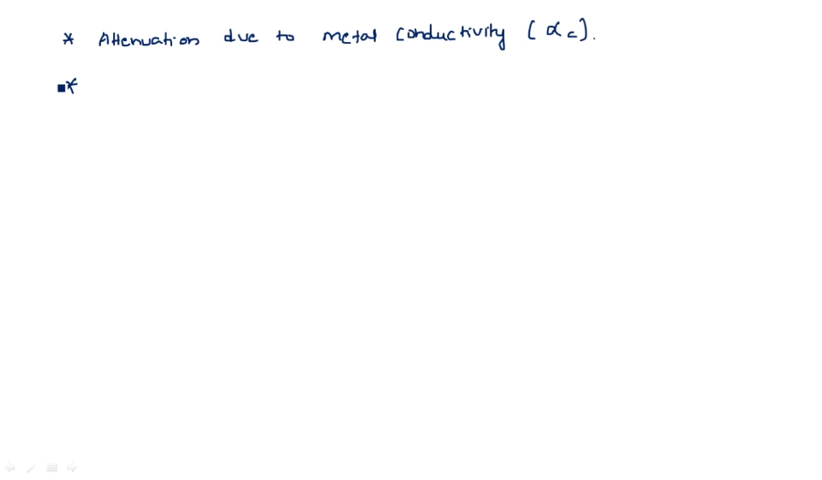 * Attenuation due to metal conductivity (αc).
*